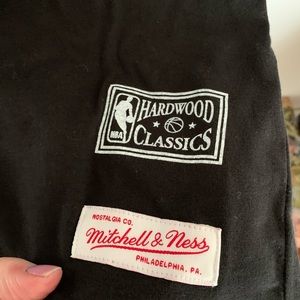 HARDWOOD
NBA
CLASSICS
NOSTALGIA CO.
Mitchell & Ness
PHILADELPHIA, PA.